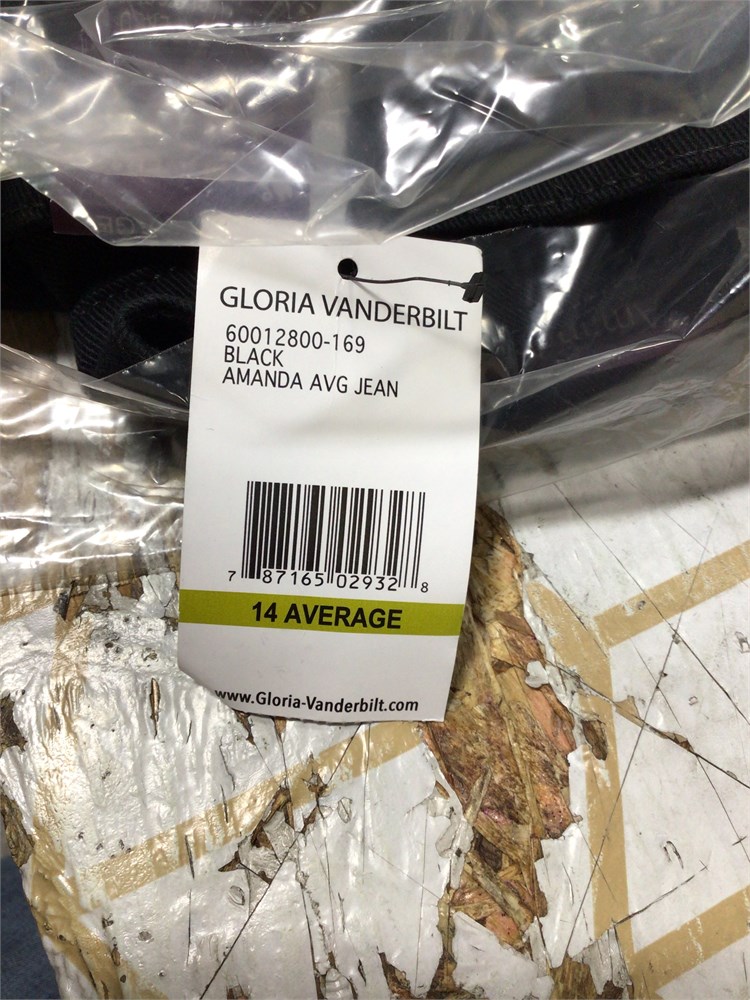 GLORIA VANDERBILT
60012800-169
BLACK
AMANDA AVG JEAN
7 87165 02932 8
14 AVERAGE
www.Gloria-Vanderbilt.com